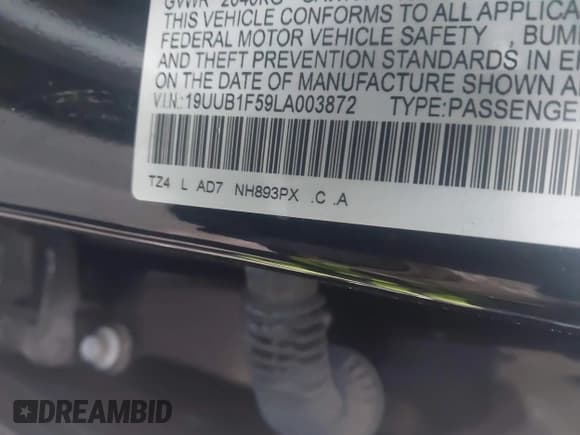 THIS VEHICLE CONFORMS TO ALL APPLICA
FEDERAL MOTOR VEHICLE SAFETY , BUM
AND THEFT PREVENTION STANDARDS IN E
ON THE DATE OF MANUFACTURE SHOWN A
V.I.N.:19UUB1F59LA003872 TYPE:PASSENGE
TZ4 L AD7 NH893PX .C .A
DREAMBID